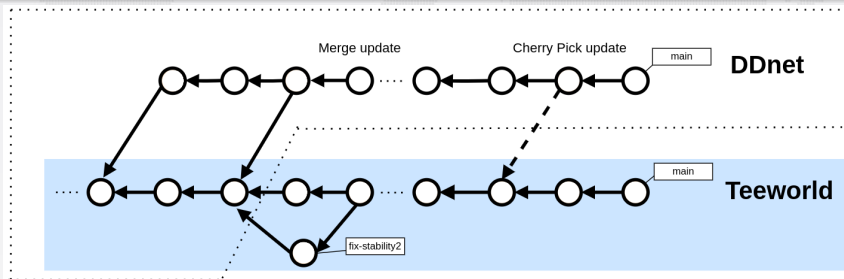 Merge update
Cherry Pick update
main
DDnet
main
Teeworld
fix-stability2